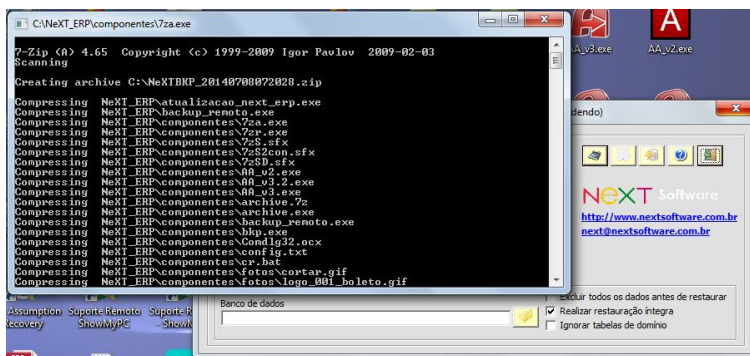 C:\NeXT_ERP\componentes\7za.exe
7-Zip (A) 4.65  Copyright (c) 1999-2009 Igor Pavlov  2009-02-03
Scanning
Creating archive C:\NeXTBKP_20140708072028.zip
Compressing  NeXT_ERP\atualizacao_next_erp.exe
Compressing  NeXT_ERP\backup_remoto.exe
Compressing  NeXT_ERP\componentes\7za.exe
Compressing  NeXT_ERP\componentes\7zr.exe
Compressing  NeXT_ERP\componentes\7zS.sfx
Compressing  NeXT_ERP\componentes\7zS2con.sfx
Compressing  NeXT_ERP\componentes\7zSD.sfx
Compressing  NeXT_ERP\componentes\AA_v2.exe
Compressing  NeXT_ERP\componentes\AA_v3.2.exe
Compressing  NeXT_ERP\componentes\AA_v3.exe
Compressing  NeXT_ERP\componentes\archive.7z
Compressing  NeXT_ERP\componentes\archive.exe
Compressing  NeXT_ERP\componentes\backup_remoto.exe
Compressing  NeXT_ERP\componentes\bkp.exe
Compressing  NeXT_ERP\componentes\Comdlg32.ocx
Compressing  NeXT_ERP\componentes\config.txt
Compressing  NeXT_ERP\componentes\cr.bat
Compressing  NeXT_ERP\componentes\fotos\cortar.gif
Compressing  NeXT_ERP\componentes\fotos\logo_001_boleto.gif
AA_v3.exe
AA_v2.exe
dendo)
NeXT Software
http://www.nextsoftware.com.br
next@nextsoftware.com.br
Assumption
Recovery
Suporte Remoto
ShowMyPC
Suporte R
- ShowM
Banco de dados
Excluir todos os dados antes de restaurar
Realizar restauração íntegra
Ignorar tabelas de domínio